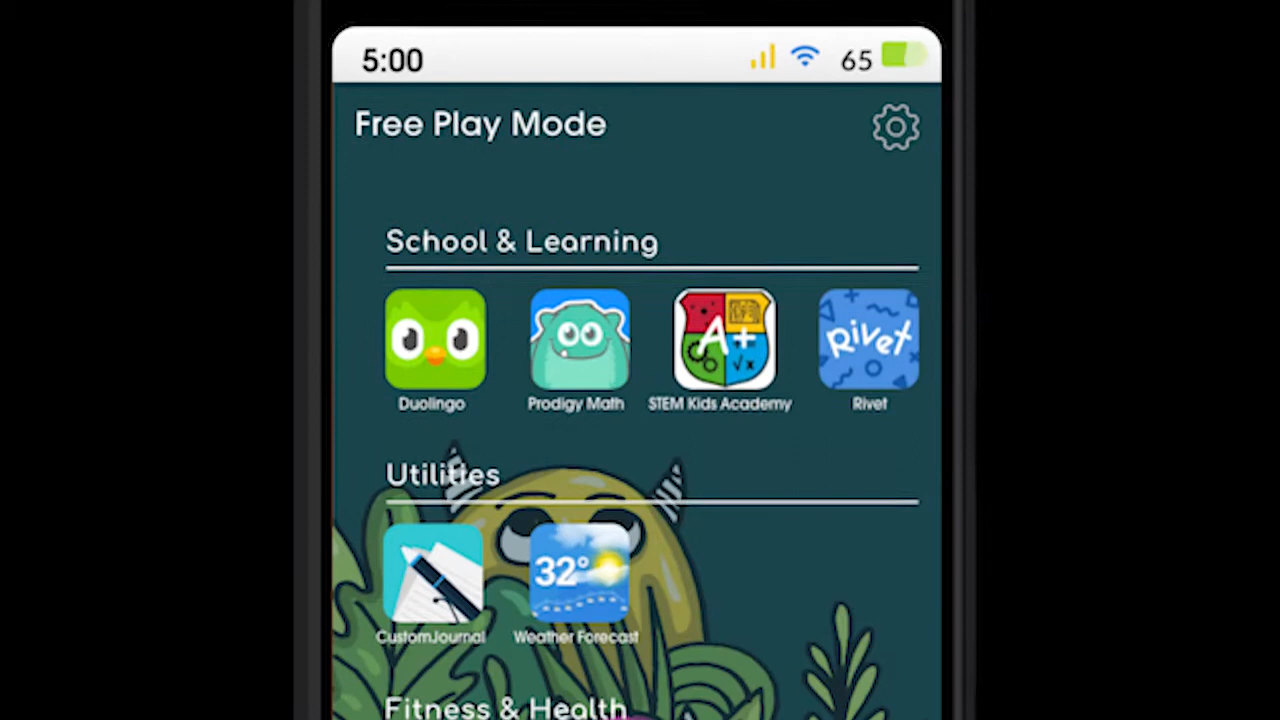 5:00 65
Free Play Mode
School & Learning
A+
√x
Rivet
Duolingo Prodigy Math STEM Kids Academy Rivet
Utilities
32°
CustomJournal Weather Forecast
Fitness & Health